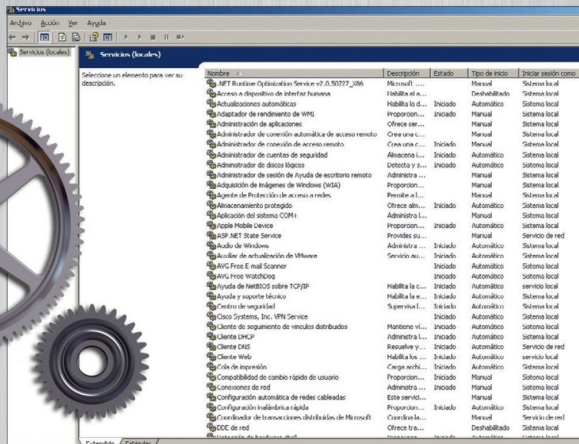 Servicios
Archivo Acción Ver Ayuda
Servicios (locales)
Servicios (locales)
Seleccione un elemento para ver su descripción.
Nombre Descripción Estado Tipo de inicio Iniciar sesión como
.NET Runtime Optimization Service v2.0.50727_X86 Microsoft .... Manual Sistema local
Acceso a dispositivo de interfaz humana Habilita el a... Deshabilitado Sistema local
Actualizaciones automáticas Habilita la d... Iniciado Automático Sistema local
Adaptador de rendimiento de WMI Proporcion... Iniciado Manual Sistema local
Administración de aplicaciones Ofrece ser... Manual Sistema local
Administrador de conexión automática de acceso remoto Crea una c... Manual Sistema local
Administrador de conexión de acceso remoto Crea una c... Iniciado Manual Sistema local
Administrador de cuentas de seguridad Almacena i... Iniciado Automático Sistema local
Administrador de discos lógicos Detecta y s... Iniciado Automático Sistema local
Administrador de sesión de Ayuda de escritorio remoto Administra ... Manual Sistema local
Adquisición de imágenes de Windows (WIA) Proporcion... Manual Sistema local
Agente de Protección de acceso a redes Permite a l... Manual Sistema local
Almacenamiento protegido Ofrece alm... Iniciado Automático Sistema local
Aplicación del sistema COM+ Administra l... Manual Sistema local
Apple Mobile Device Proporcion... Iniciado Automático Sistema local
ASP.NET State Service Provides su... Manual Servicio de red
Audio de Windows Administra ... Iniciado Automático Sistema local
Auxiliar de actualización de VMware Servicio au... Iniciado Automático Sistema local
AVG Free E-mail Scanner Iniciado Automático Sistema local
AVG Free WatchDog Iniciado Automático Sistema local
Ayuda de NetBIOS sobre TCP/IP Habilita la c... Iniciado Automático servicio local
Ayuda y soporte técnico Habilita la e... Iniciado Automático Sistema local
Centro de seguridad Supervisa l... Iniciado Automático Sistema local
Cisco Systems, Inc. VPN Service Iniciado Automático Sistema local
Cliente de seguimiento de vínculos distribuidos Mantiene ví... Iniciado Automático Sistema local
Cliente DHCP Administra l... Iniciado Automático Sistema local
Cliente DNS Resuelve y... Iniciado Automático Servicio de red
Cliente Web Habilita los ... Iniciado Automático servicio local
Cola de impresión Carga archi... Iniciado Automático Sistema local
Compatibilidad de cambio rápido de usuario Proporcion... Iniciado Manual Sistema local
Conexiones de red Administra ... Iniciado Manual Sistema local
Configuración automática de redes cableadas Este servici... Manual Sistema local
Configuración inalámbrica rápida Proporcion... Iniciado Automático Sistema local
Coordinador de transacciones distribuidas de Microsoft Coordina la... Manual Servicio de red
DDE de red Ofrece tra... Deshabilitado Sistema local
Extendido Estándar